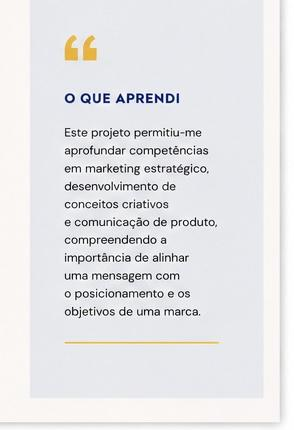 “
O QUE APRENDI
Este projeto permitiu-me
aprofundar competências
em marketing estratégico,
desenvolvimento de
conceitos criativos
e comunicação de produto,
compreendendo a
importância de alinhar
uma mensagem com
o posicionamento e os
objetivos de uma marca.